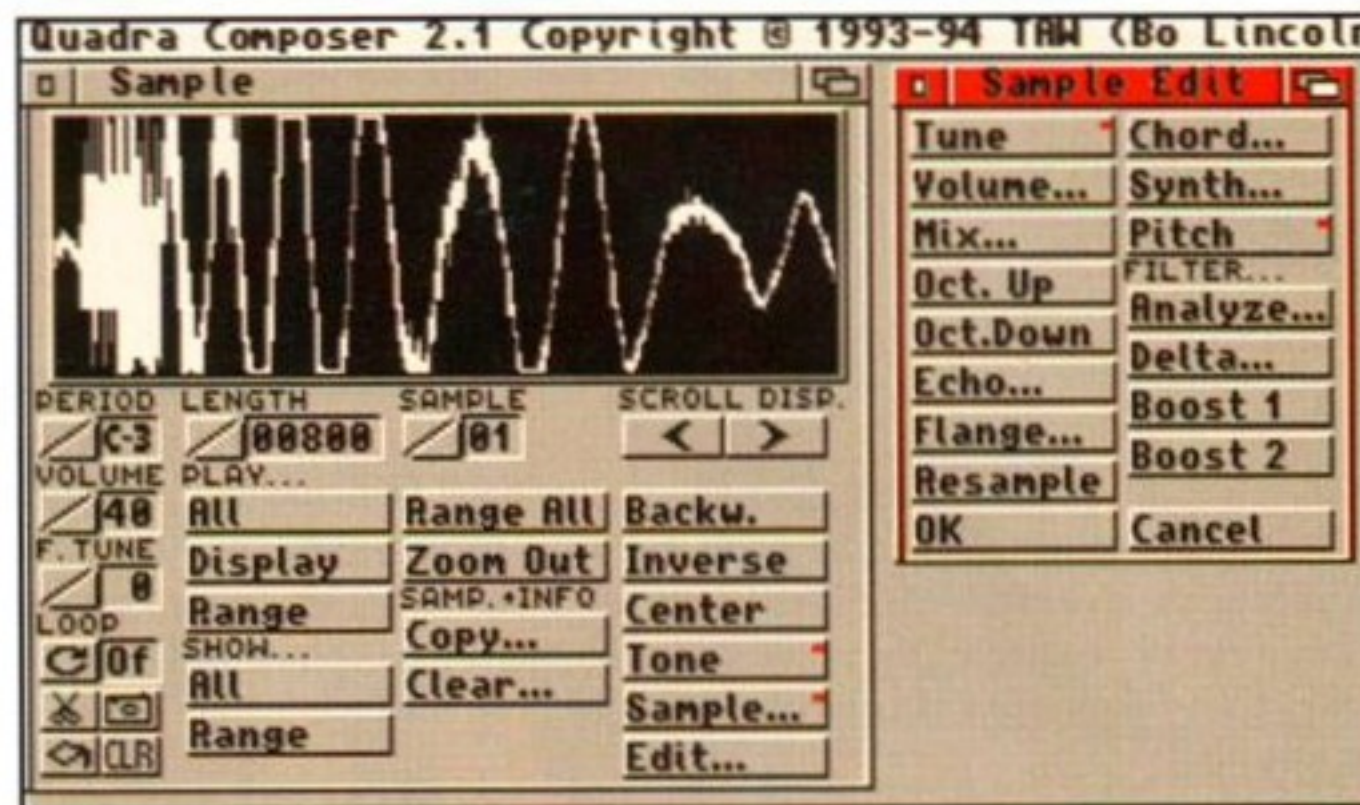 Quadra Composer 2.1 Copyright © 1993-94 TAW (Bo Lincoln
Sample
PERIOD LENGTH SAMPLE SCROLL DISP.
C-3 00800 01 < >
VOLUME PLAY...
40 All Range All Backw.
F. TUNE
0 Display Zoom Out Inverse
SAMP.+INFO
Range Center
LOOP
Of SHOW... Copy... Tone
All Clear... Sample...
CLR Range Edit...
Sample Edit
Tune Chord...
Volume... Synth...
Mix... Pitch
Oct. Up FILTER...
Analyze...
Oct.Down Delta...
Echo... Boost 1
Flange... Boost 2
Resample
OK Cancel